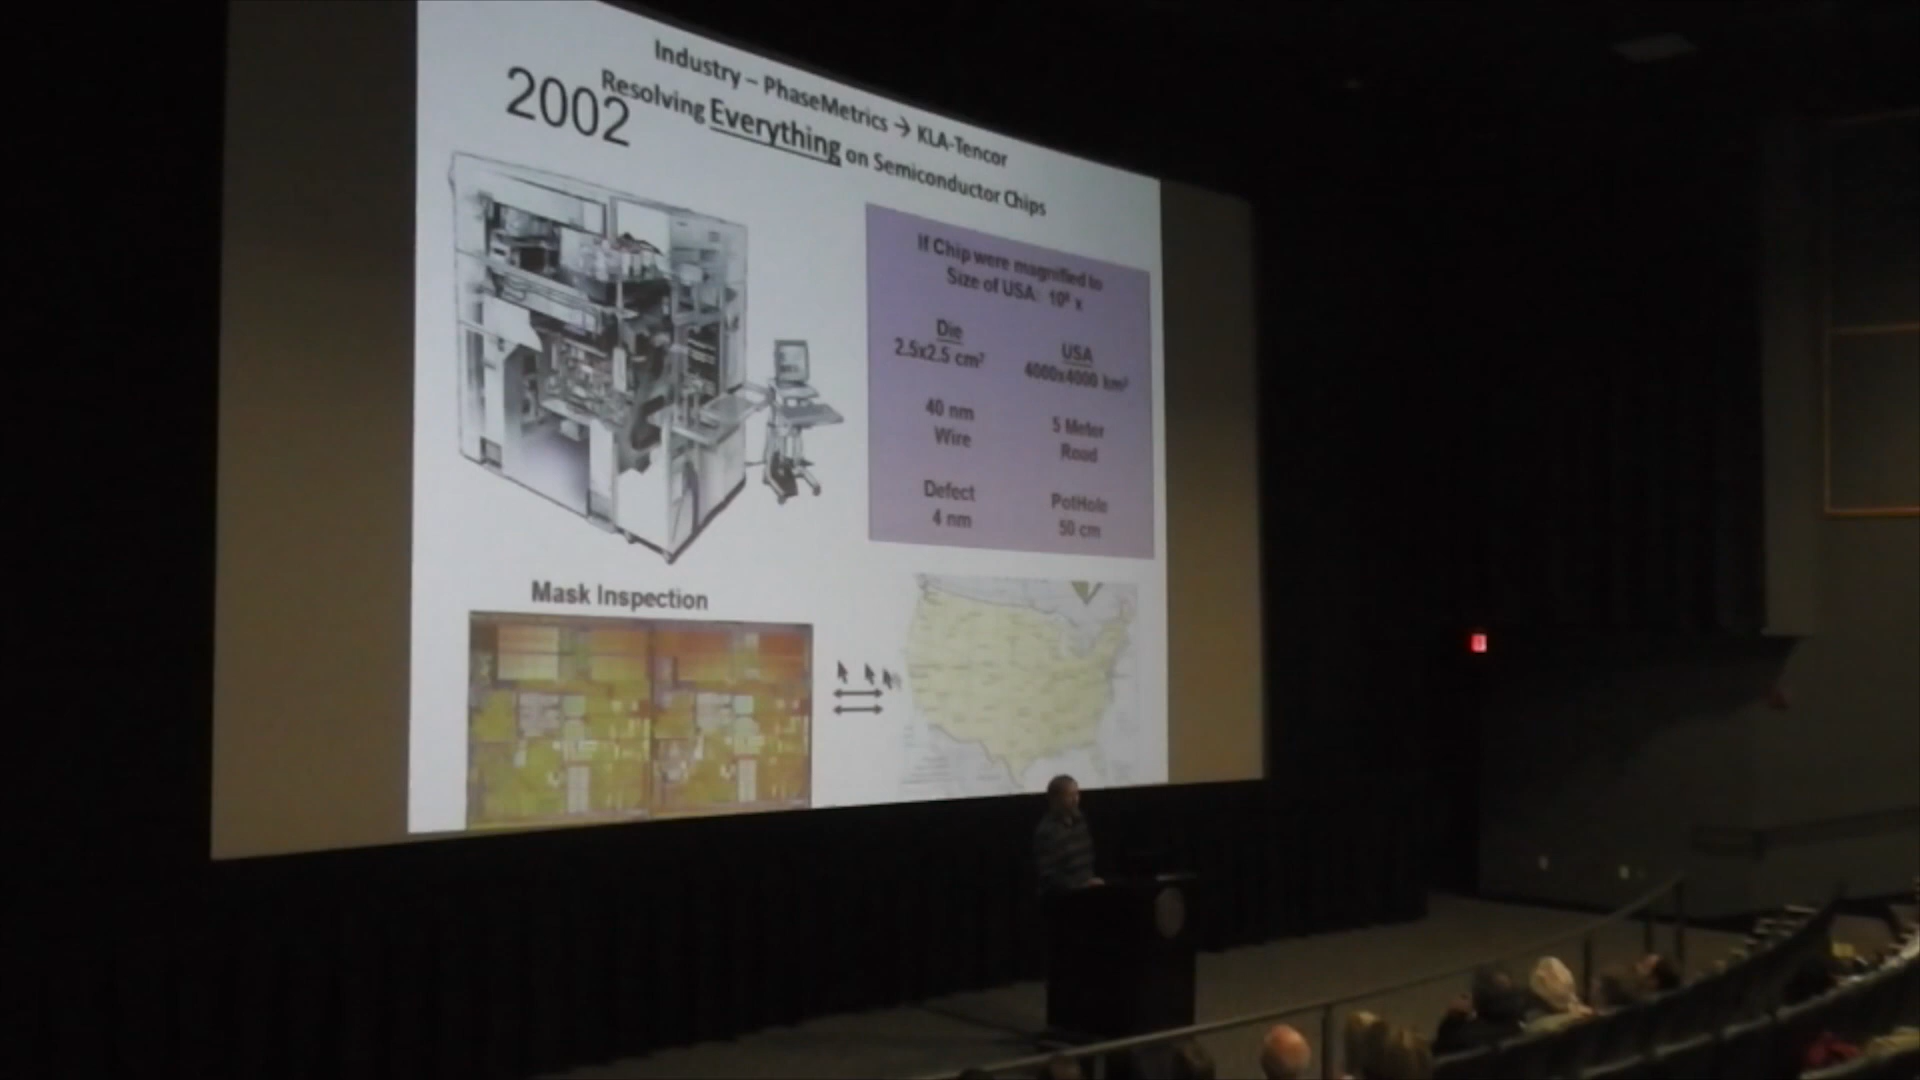 Industry – PhaseMetrics → KLA-Tencor
2002
Resolving Everything on Semiconductor Chips
If Chip were magnified to
Size of USA: 10⁸ x
Die
2.5x2.5 cm²
USA
4000x4000 km²
40 nm
Wire
5 Meter
Road
Defect
4 nm
PotHole
50 cm
Mask Inspection